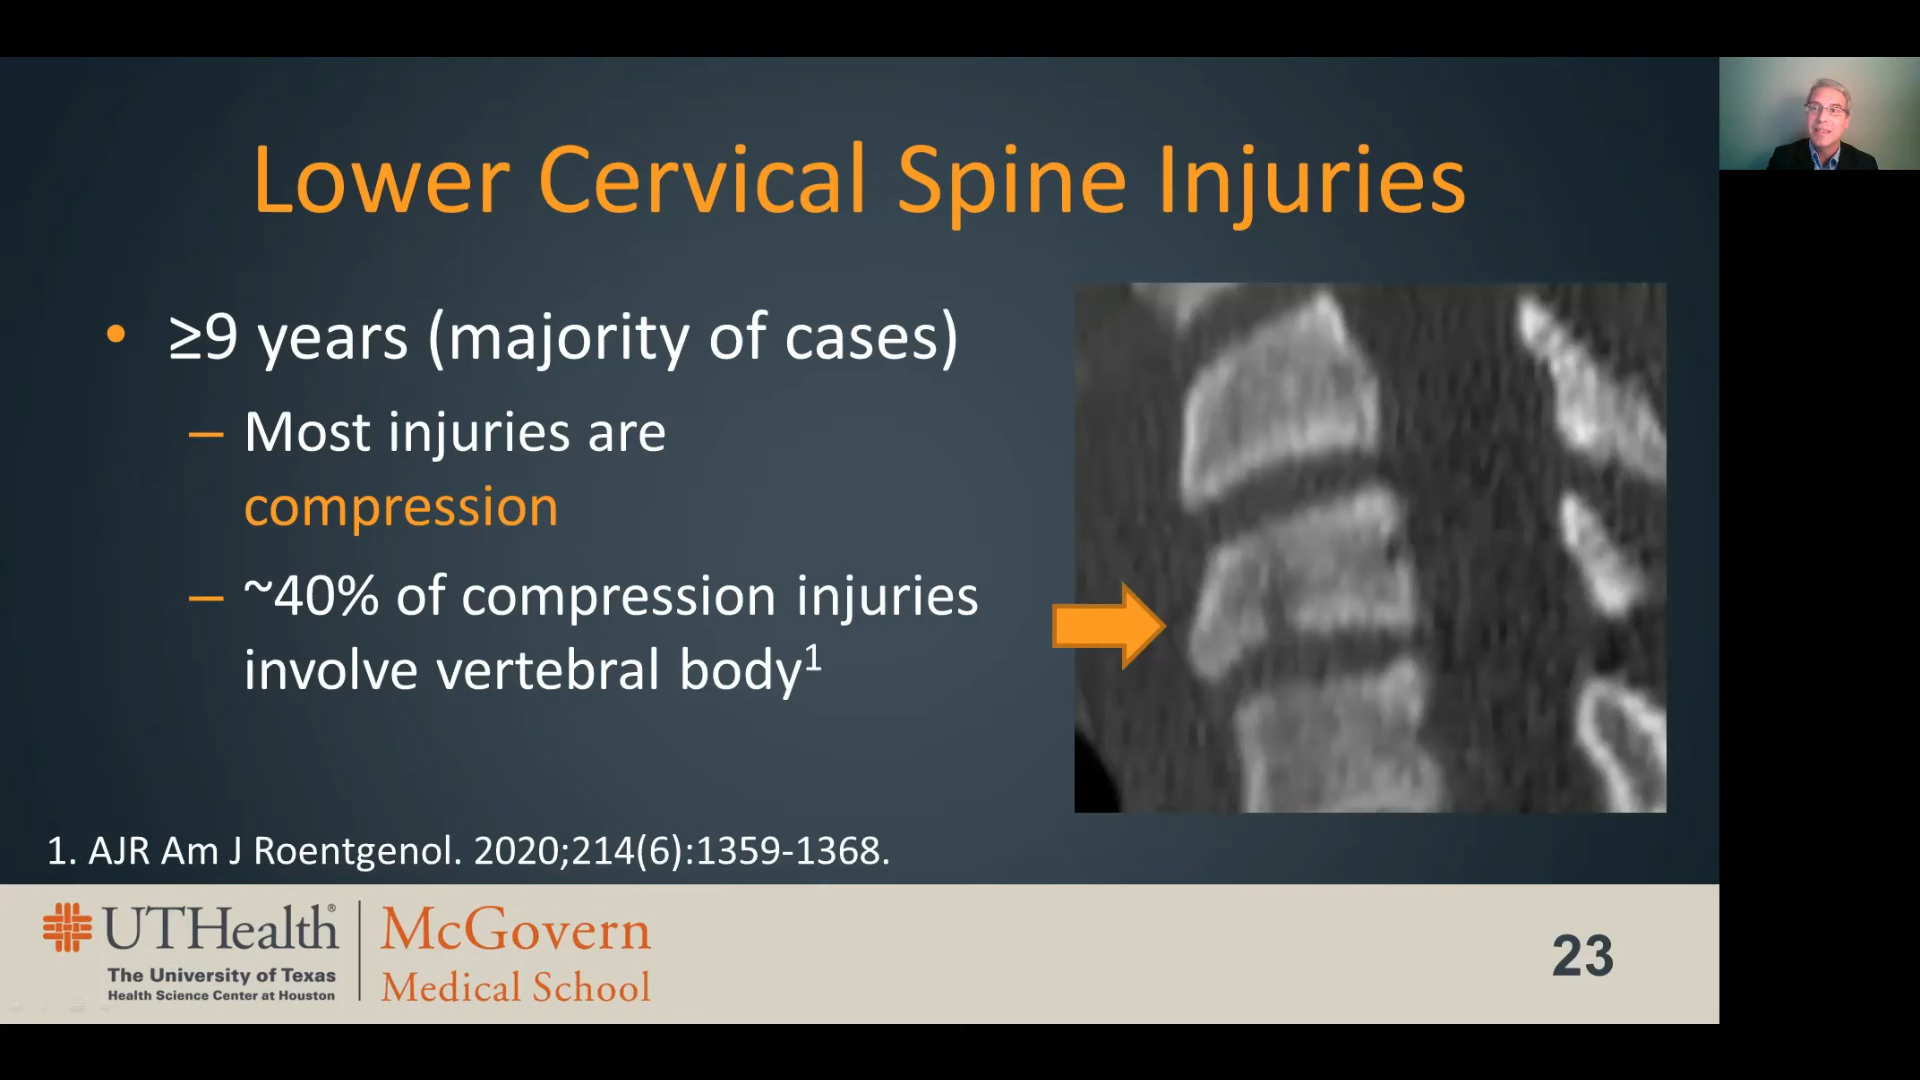 Lower Cervical Spine Injuries
• ≥9 years (majority of cases)
– Most injuries are
compression
– ~40% of compression injuries
involve vertebral body¹
1. AJR Am J Roentgenol. 2020;214(6):1359-1368.
UTHealth®
The University of Texas
Health Science Center at Houston
McGovern
Medical School
23